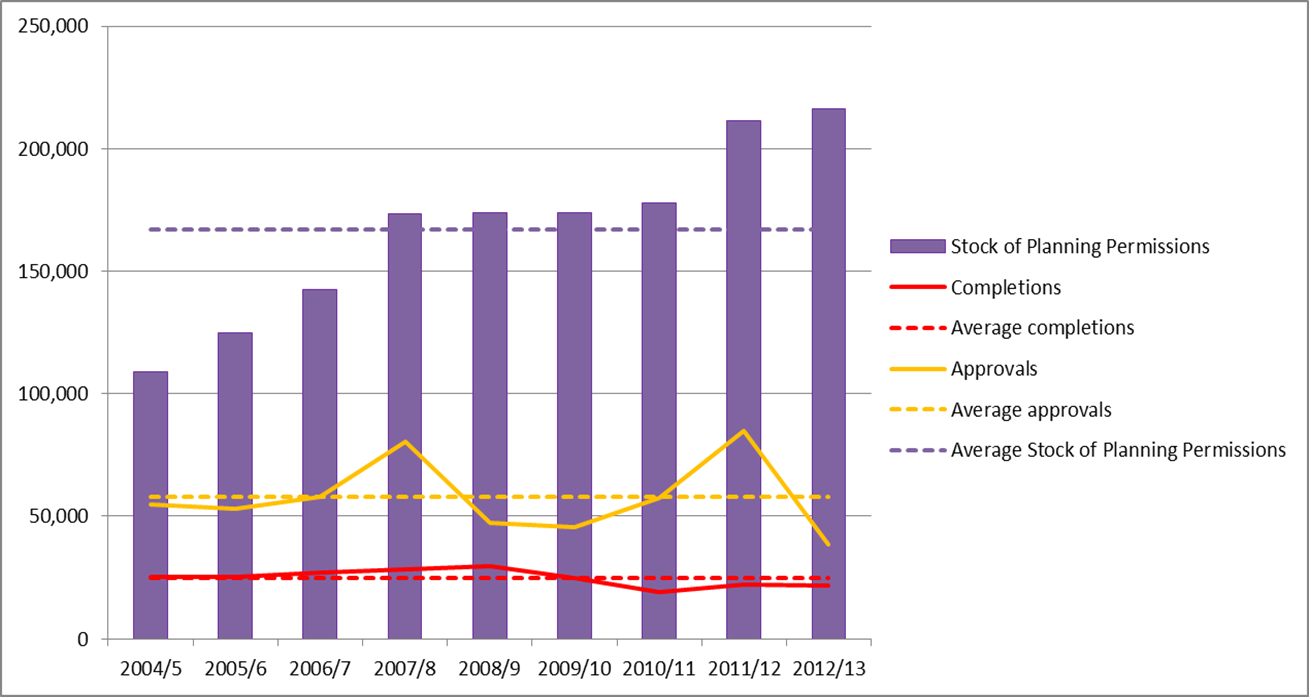 250,000
200,000
150,000
100,000
50,000
0
2004/5 2005/6 2006/7 2007/8 2008/9 2009/10 2010/11 2011/12 2012/13
Stock of Planning Permissions
Completions
Average completions
Approvals
Average approvals
Average Stock of Planning Permissions